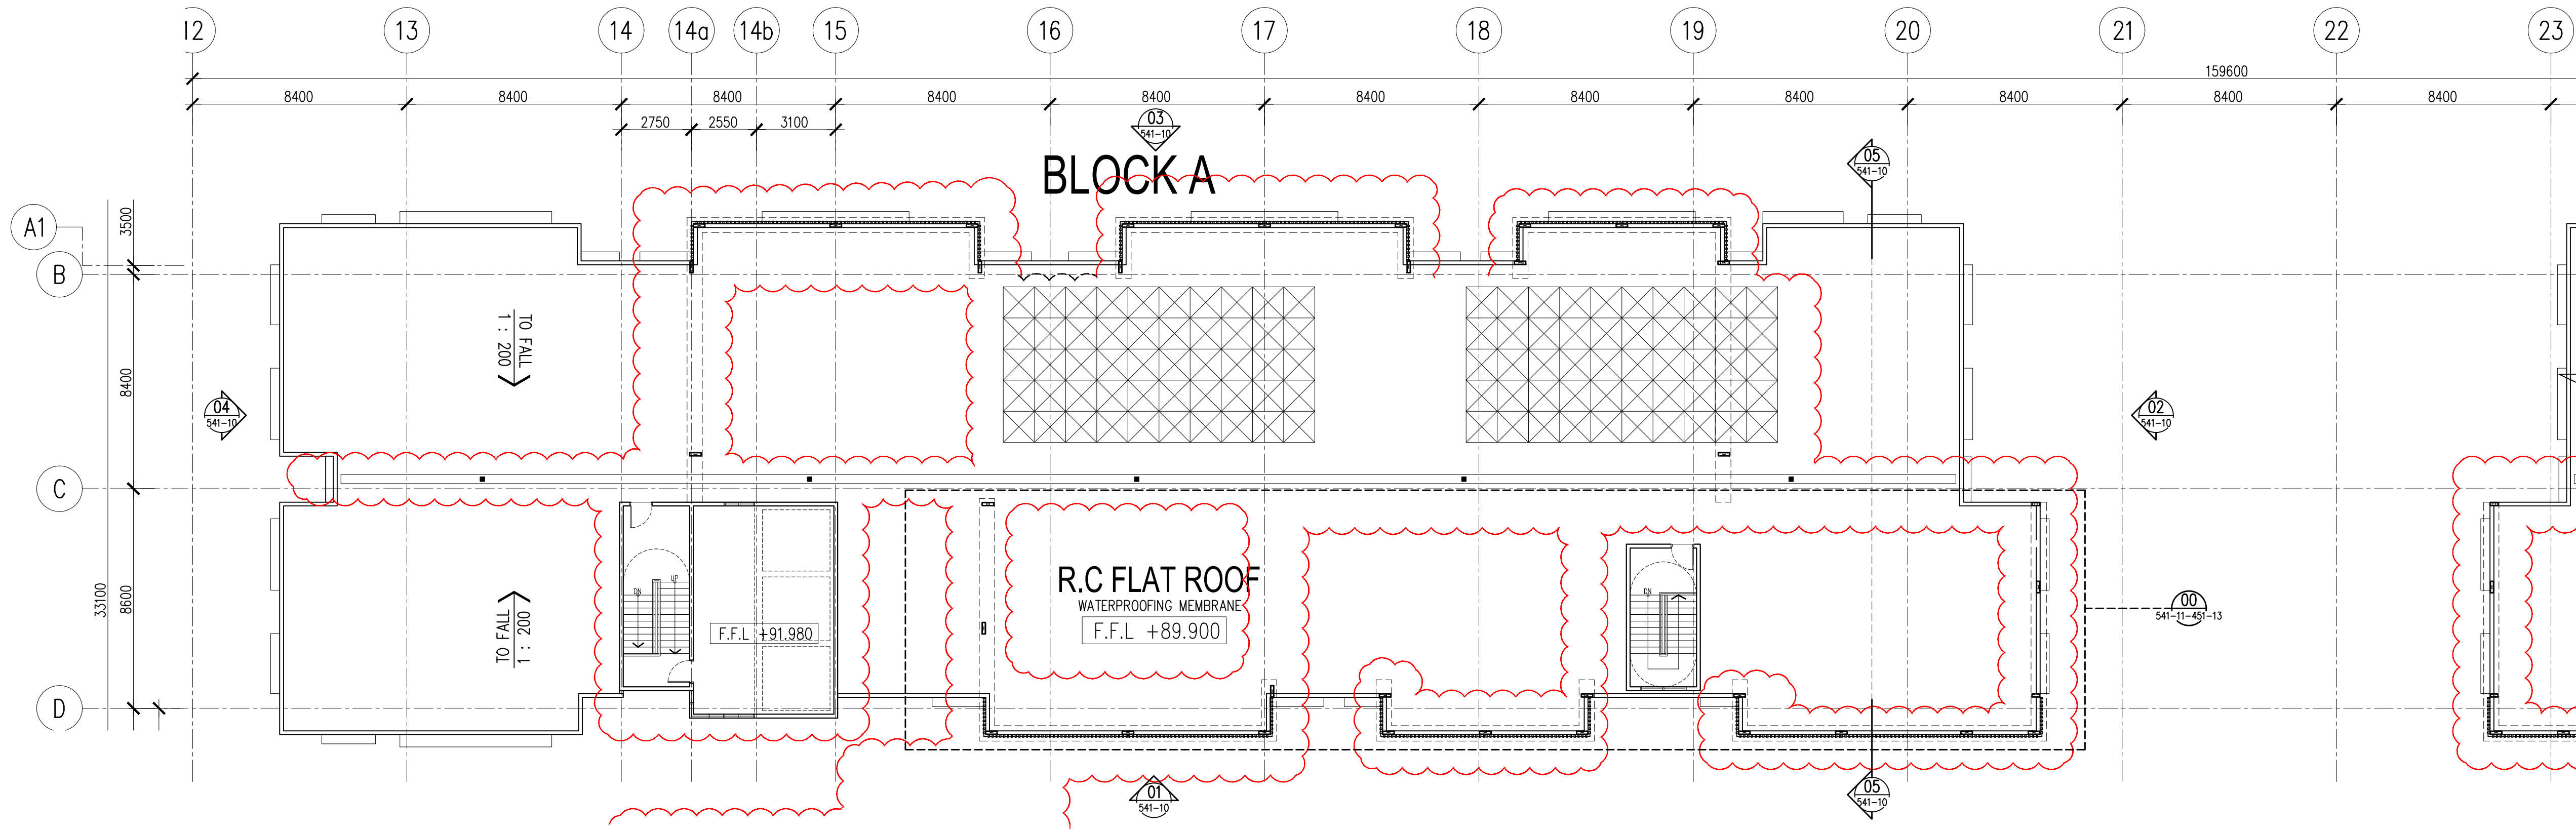 12 13 14 14a 14b 15 16 17 18 19 20 21 22 23
159600
8400 8400 8400 8400 8400 8400 8400 8400 8400 8400 8400
2750 2550 3100
03
541-10
BLOCK A
05
541-10
A1
3500
B
TO FALL
1 : 200
8400
04
541-10
02
541-10
C
33100
8600
DN
UP
TO FALL
1 : 200
F.F.L +91.980
R.C FLAT ROOF
WATERPROOFING MEMBRANE
F.F.L +89.900
DN
00
541-11-451-13
D
01
541-10
05
541-10